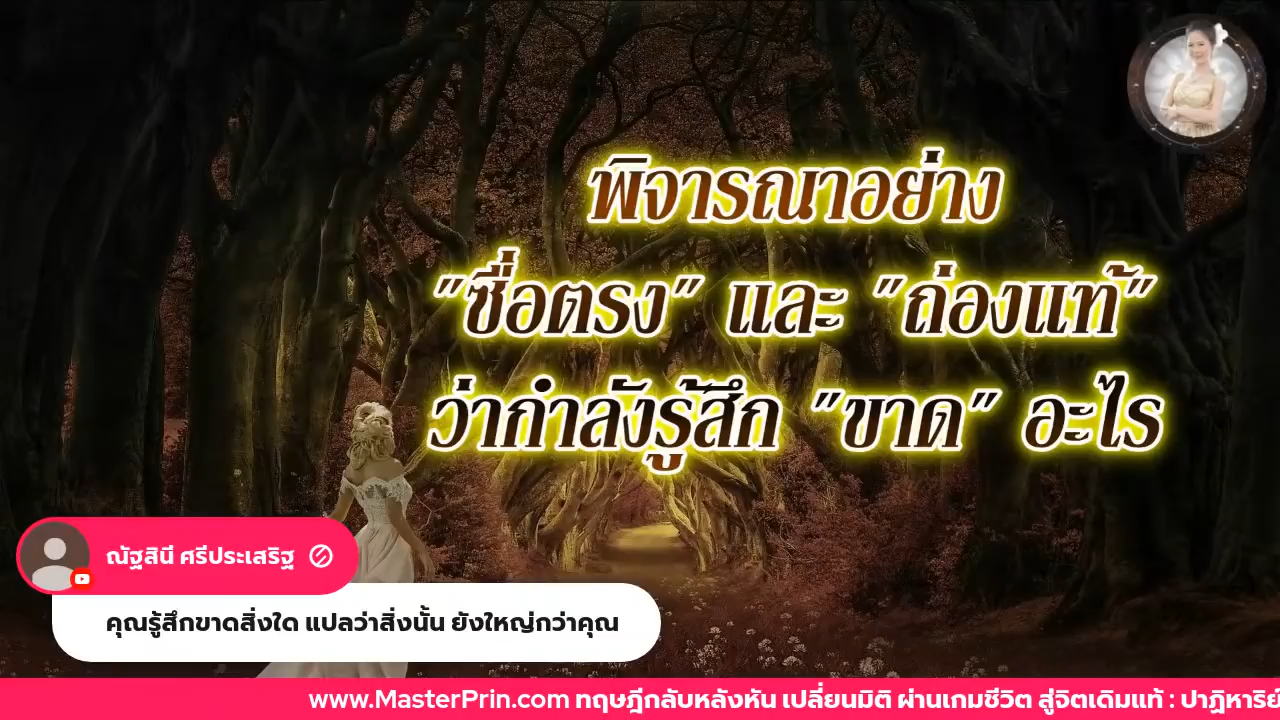 พิจารณาอย่าง
"ซื่อตรง" และ "ถ่องแท้"
ว่ากำลังรู้สึก "ขาด" อะไร
ณัฐสินี ศรีประเสริฐ
คุณรู้สึกขาดสิ่งใด แปลว่าสิ่งนั้น ยังใหญ่กว่าคุณ
www.MasterPrin.com ทฤษฎีกลับหลังหัน เปลี่ยนมิติ ผ่านเกมชีวิต สู่จิตเดิมแท้ : ปาฏิหาริย์